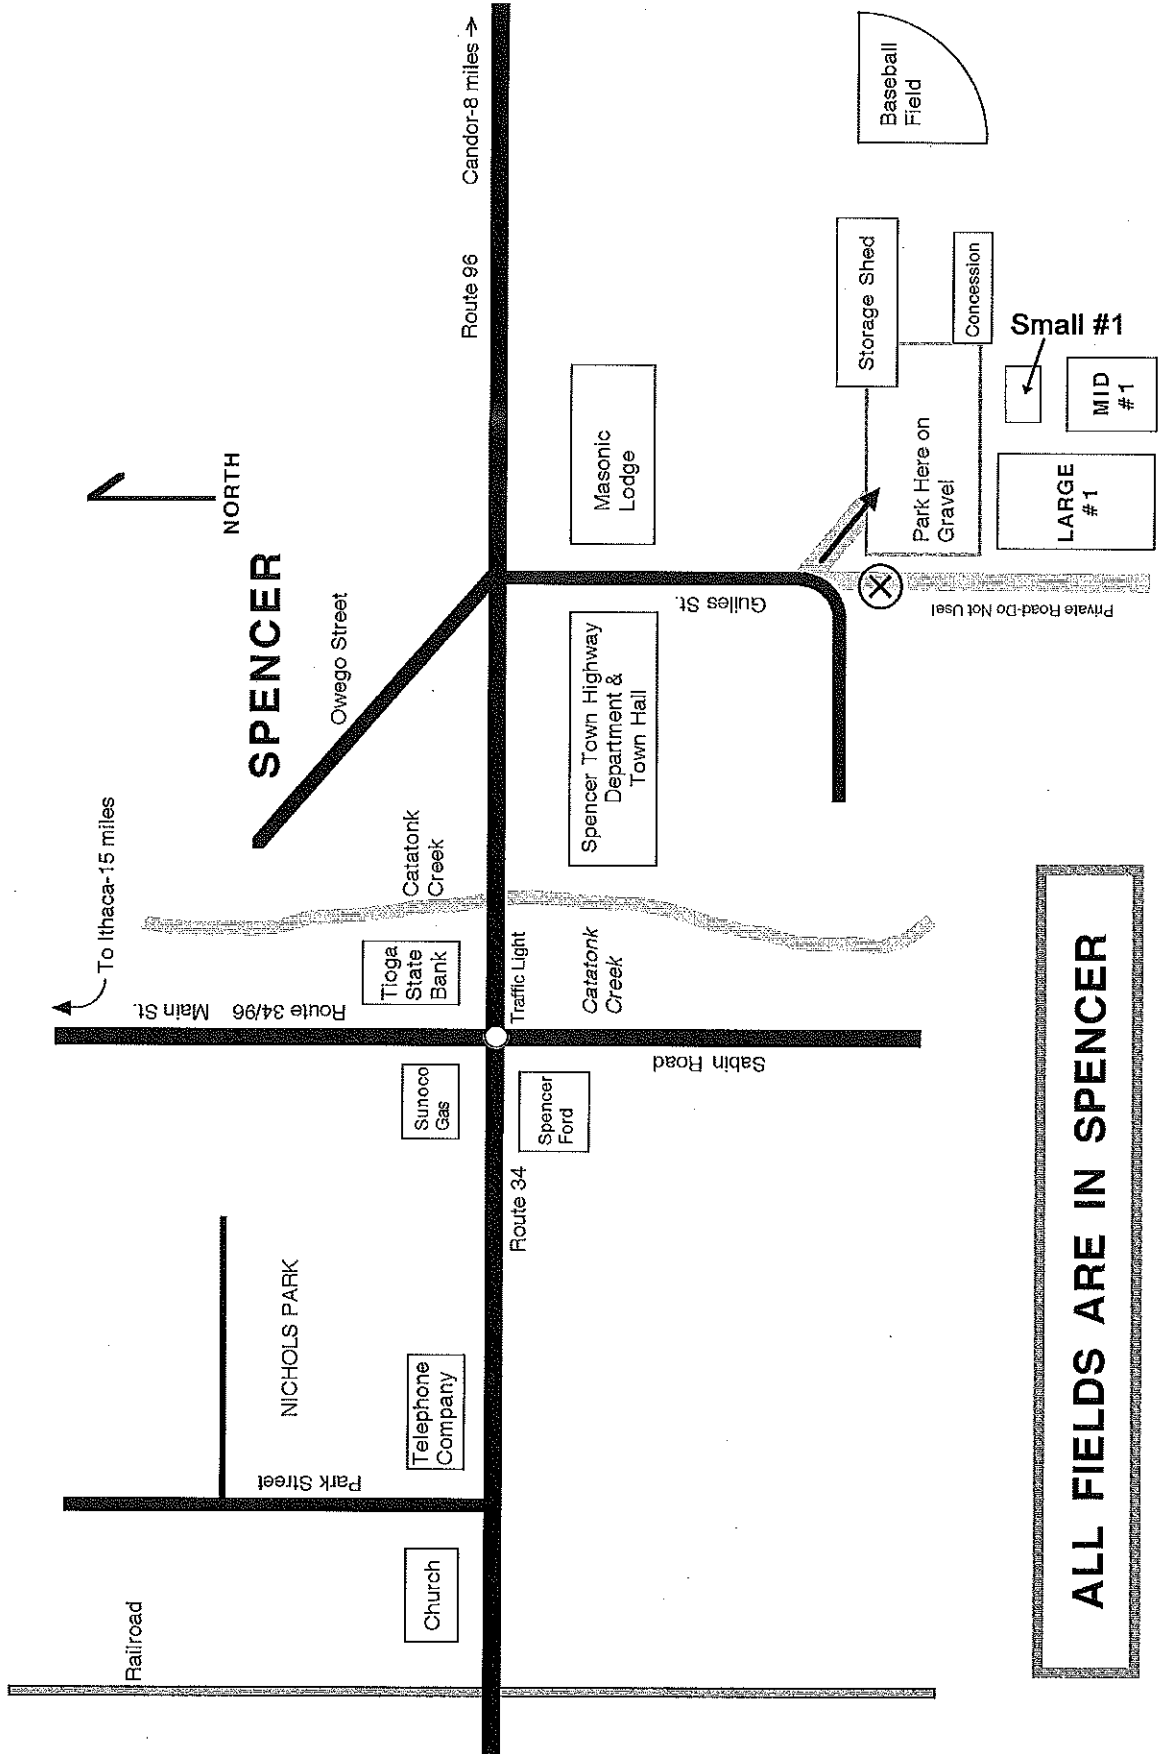 To Ithaca-15 miles
SPENCER
NORTH
Railroad
Main St.
Route 34/96
Owego Street
NICHOLS PARK
Park Street
Church
Telephone
Company
Sunoco
Gas
Tioga
State
Bank
Catatonk
Creek
Route 96
Candor-8 miles →
Route 34
Spencer
Ford
Traffic Light
Sabin Road
Catatonk
Creek
Spencer Town Highway
Department &
Town Hall
Masonic
Lodge
Guiles St.
Storage Shed
Baseball
Field
Park Here on
Gravel
Concession
Private Road-Do Not Use!
Small #1
LARGE
#1
MID
#1
ALL FIELDS ARE IN SPENCER